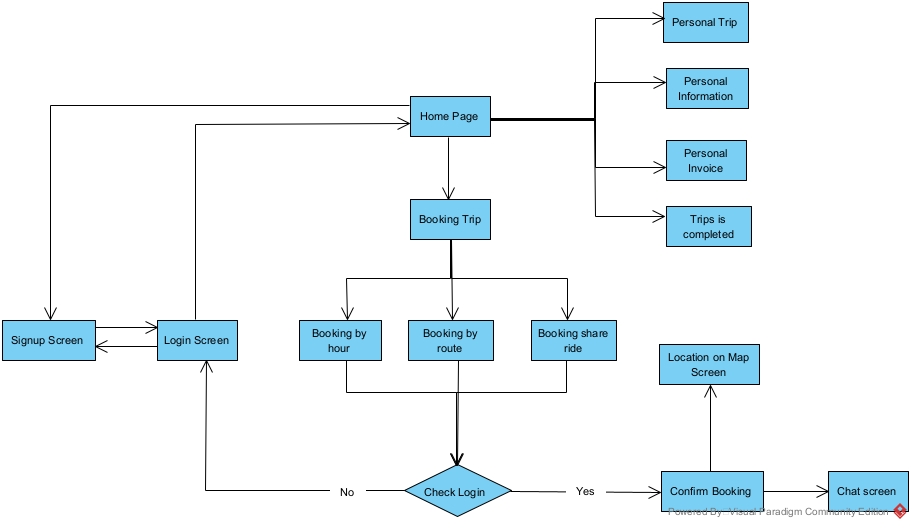 Personal Trip
Personal
Information
Home Page
Personal
Invoice
Booking Trip
Trips is
completed
Signup Screen
Login Screen
Booking by
hour
Booking by
route
Booking share
ride
Location on Map
Screen
No
Check Login
Yes
Confirm Booking
Chat screen
Powered By: Visual Paradigm Community Edition